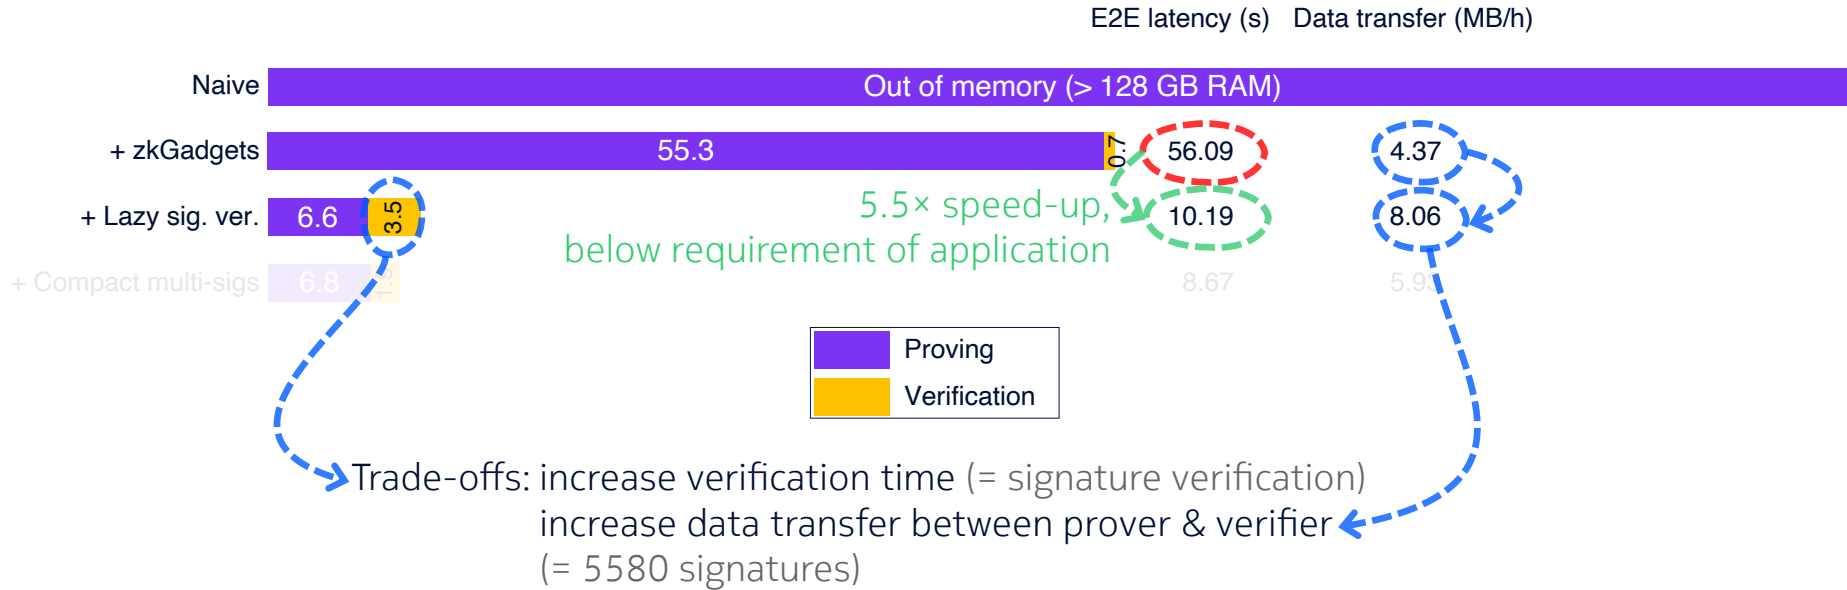 E2E latency (s) Data transfer (MB/h)
Naive Out of memory (> 128 GB RAM)
+ zkGadgets 55.3 0.7 56.09 4.37
+ Lazy sig. ver. 6.6 3.5 10.19 8.06
5.5× speed-up,
below requirement of application
+ Compact multi-sigs 6.8 8.67
Proving
Verification
Trade-offs: increase verification time (= signature verification)
increase data transfer between prover & verifier
(= 5580 signatures)